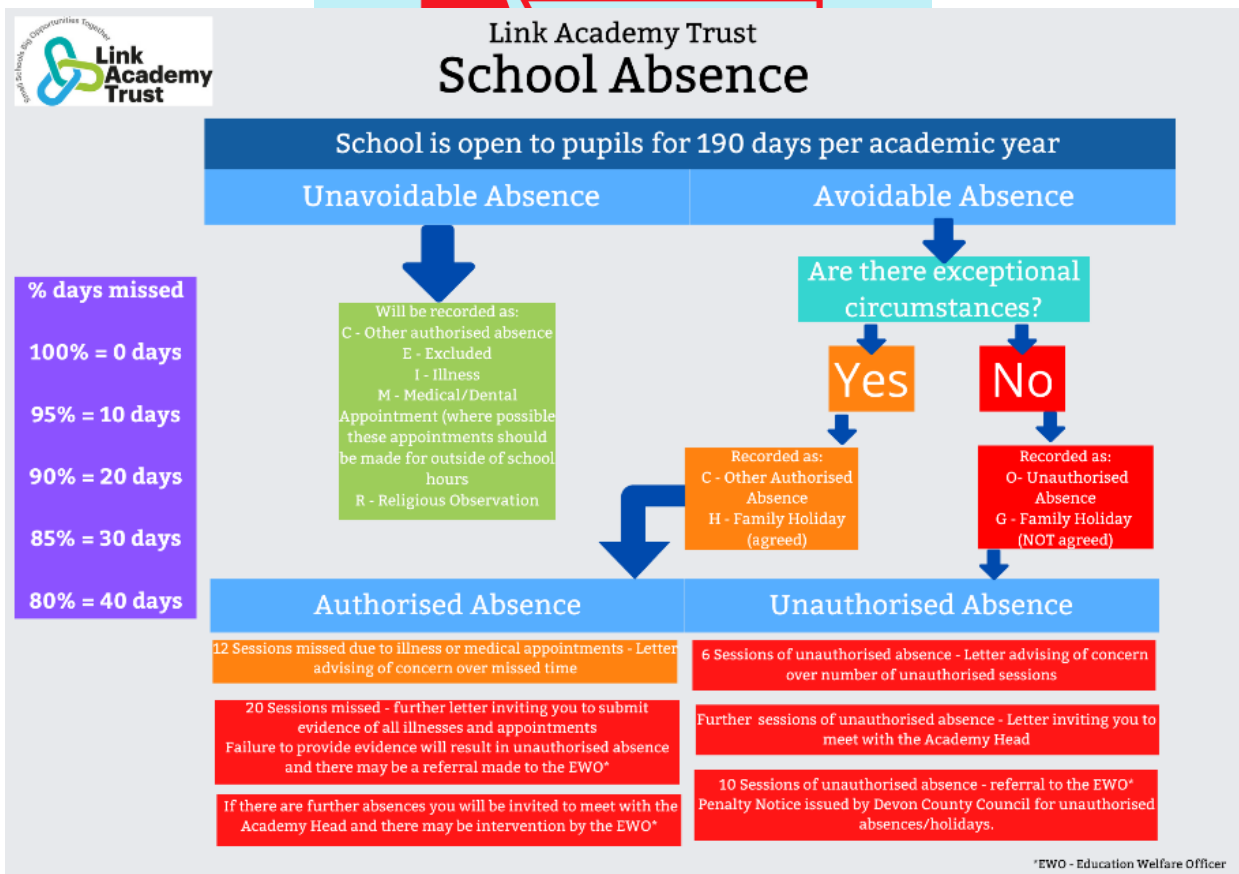 Small Schools Big Opportunities Together
Link
Academy
Trust
Link Academy Trust
School Absence
School is open to pupils for 190 days per academic year
Unavoidable Absence
Avoidable Absence
Are there exceptional
circumstances?
% days missed
100% = 0 days
95% = 10 days
90% = 20 days
85% = 30 days
80% = 40 days
Will be recorded as:
C - Other authorised absence
E - Excluded
I - Illness
M - Medical/Dental
Appointment (where possible
these appointments should
be made for outside of school
hours
R - Religious Observation
Yes
No
Recorded as:
C - Other Authorised
Absence
H - Family Holiday
(agreed)
Recorded as:
O- Unauthorised
Absence
G - Family Holiday
(NOT agreed)
Authorised Absence
Unauthorised Absence
12 Sessions missed due to illness or medical appointments - Letter
advising of concern over missed time
20 Sessions missed - further letter inviting you to submit
evidence of all illnesses and appointments
Failure to provide evidence will result in unauthorised absence
and there may be a referral made to the EWO*
If there are further absences you will be invited to meet with the
Academy Head and there may be intervention by the EWO*
6 Sessions of unauthorised absence - Letter advising of concern
over number of unauthorised sessions
Further sessions of unauthorised absence - Letter inviting you to
meet with the Academy Head
10 Sessions of unauthorised absence - referral to the EWO*
Penalty Notice issued by Devon County Council for unauthorised
absences/holidays.
*EWO - Education Welfare Officer